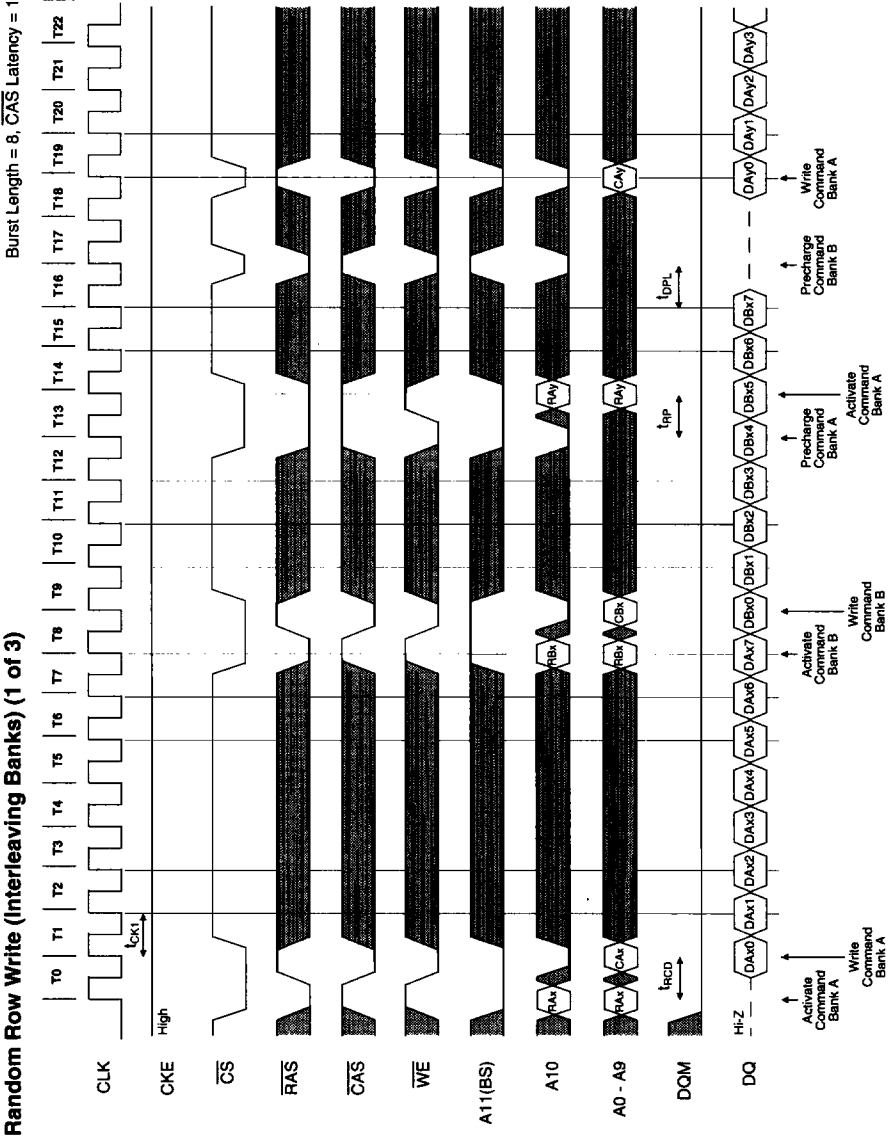 Random Row Write (Interleaving Banks) (1 of 3)
Burst Length = 8, CAS Latency = 1
T0 T1 T2 T3 T4 T5 T6 T7 T8 T9 T10 T11 T12 T13 T14 T15 T16 T17 T18 T19 T20 T21 T22
CLK
tCK1
CKE
High
CS
RAS
CAS
WE
A11(BS)
A10
RAx RBx RAy
A0 - A9
RAx CAx RBx CBx RAy CAy
DQM
tRCD tRP tDPL
DQ
Hi-Z
DAx0 DAx1 DAx2 DAx3 DAx4 DAx5 DAx6 DAx7 DBx0 DBx1 DBx2 DBx3 DBx4 DBx5 DBx6 DBx7 DAy0 DAy1 DAy2 DAy3
Activate
Command
Bank A
Write
Command
Bank A
Activate
Command
Bank B
Write
Command
Bank B
Precharge
Command
Bank A
Activate
Command
Bank A
Precharge
Command
Bank B
Write
Command
Bank A